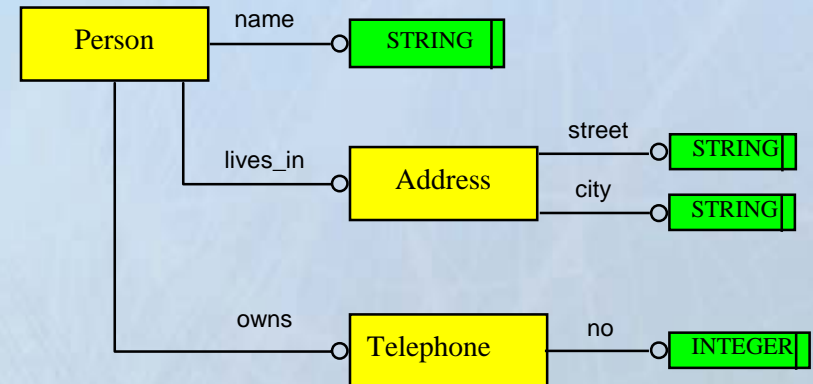 name
Person
STRING
street
STRING
lives_in
Address
city
STRING
owns
Telephone
no
INTEGER